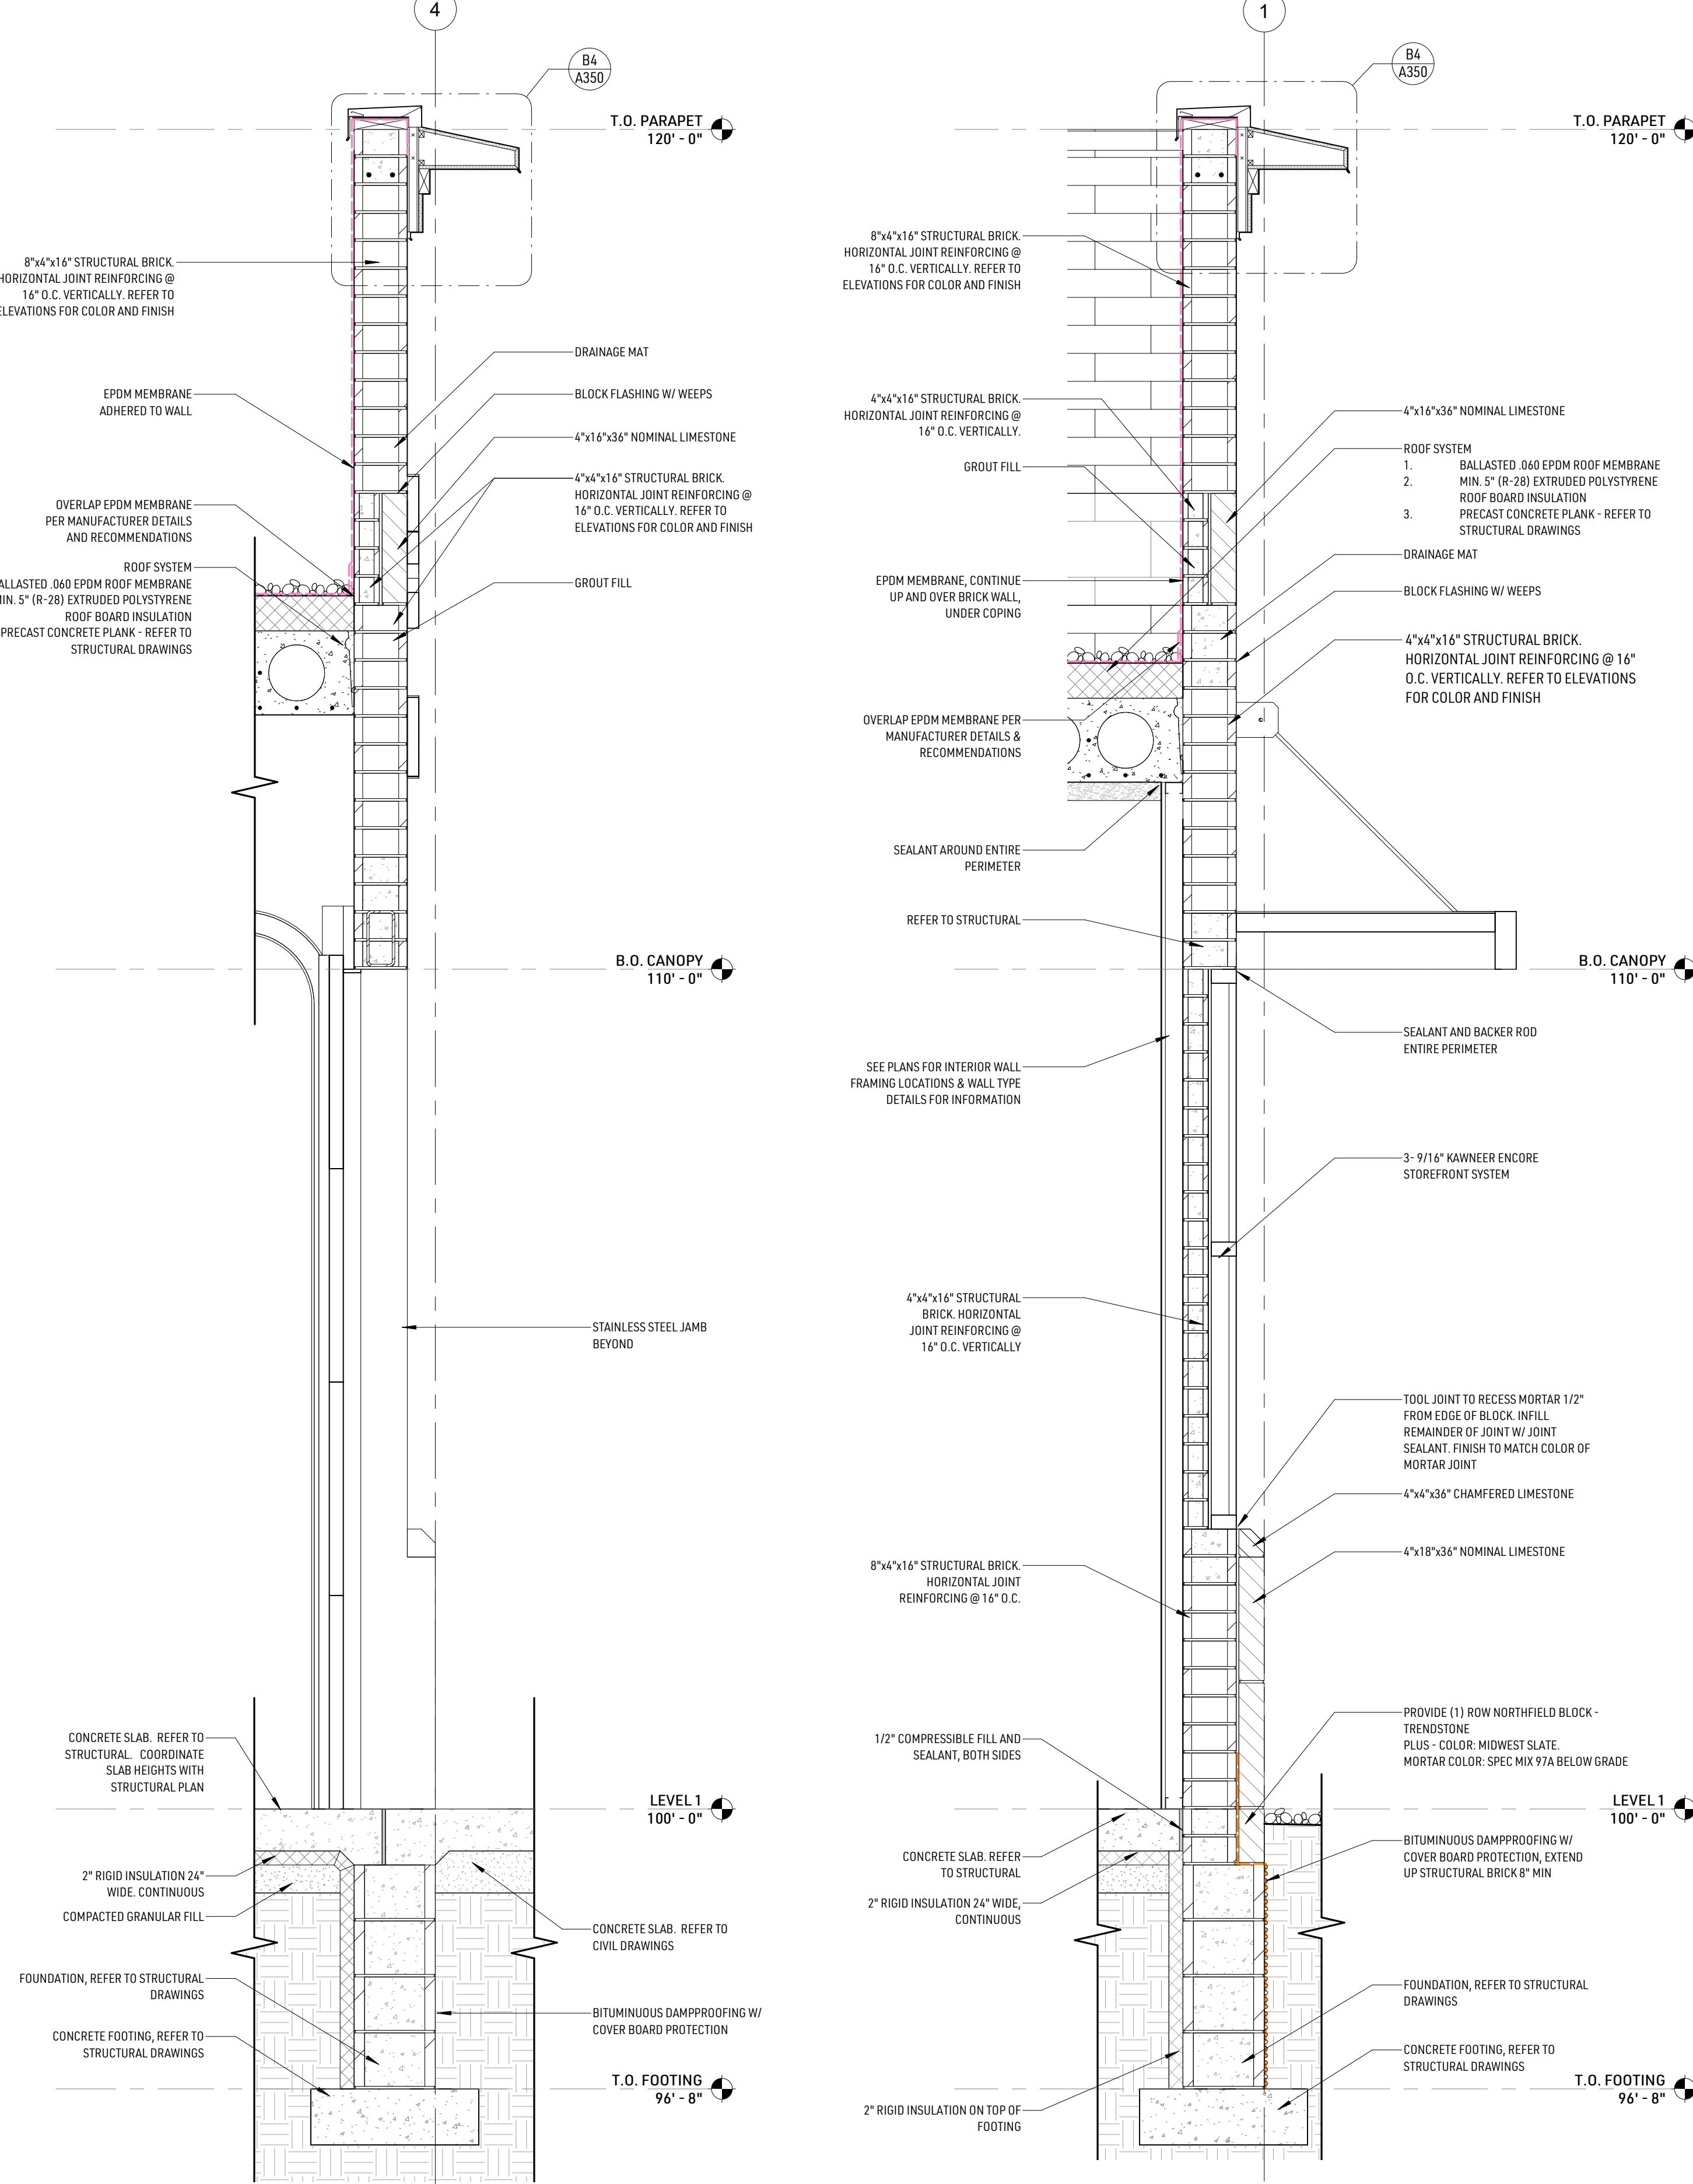 4
B4
A350
T.O. PARAPET
120' - 0"
8"x4"x16" STRUCTURAL BRICK.
HORIZONTAL JOINT REINFORCING @
16" O.C. VERTICALLY. REFER TO
ELEVATIONS FOR COLOR AND FINISH
DRAINAGE MAT
EPDM MEMBRANE
ADHERED TO WALL
BLOCK FLASHING W/ WEEPS
4"x16"x36" NOMINAL LIMESTONE
4"x4"x16" STRUCTURAL BRICK.
HORIZONTAL JOINT REINFORCING @
16" O.C. VERTICALLY. REFER TO
ELEVATIONS FOR COLOR AND FINISH
OVERLAP EPDM MEMBRANE
PER MANUFACTURER DETAILS
AND RECOMMENDATIONS
ROOF SYSTEM
BALLASTED .060 EPDM ROOF MEMBRANE
MIN. 5" (R-28) EXTRUDED POLYSTYRENE
ROOF BOARD INSULATION
PRECAST CONCRETE PLANK - REFER TO
STRUCTURAL DRAWINGS
GROUT FILL
B.O. CANOPY
110' - 0"
STAINLESS STEEL JAMB
BEYOND
CONCRETE SLAB. REFER TO
STRUCTURAL. COORDINATE
SLAB HEIGHTS WITH
STRUCTURAL PLAN
LEVEL 1
100' - 0"
2" RIGID INSULATION 24"
WIDE. CONTINUOUS
COMPACTED GRANULAR FILL
CONCRETE SLAB. REFER TO
CIVIL DRAWINGS
FOUNDATION, REFER TO STRUCTURAL
DRAWINGS
BITUMINUOUS DAMPPROOFING W/
COVER BOARD PROTECTION
CONCRETE FOOTING, REFER TO
STRUCTURAL DRAWINGS
T.O. FOOTING
96' - 8"
1
B4
A350
T.O. PARAPET
120' - 0"
8"x4"x16" STRUCTURAL BRICK.
HORIZONTAL JOINT REINFORCING @
16" O.C. VERTICALLY. REFER TO
ELEVATIONS FOR COLOR AND FINISH
4"x4"x16" STRUCTURAL BRICK.
HORIZONTAL JOINT REINFORCING @
16" O.C. VERTICALLY.
4"x16"x36" NOMINAL LIMESTONE
GROUT FILL
ROOF SYSTEM
1. BALLASTED .060 EPDM ROOF MEMBRANE
2. MIN. 5" (R-28) EXTRUDED POLYSTYRENE
ROOF BOARD INSULATION
3. PRECAST CONCRETE PLANK - REFER TO
STRUCTURAL DRAWINGS
DRAINAGE MAT
EPDM MEMBRANE, CONTINUE
UP AND OVER BRICK WALL,
UNDER COPING
BLOCK FLASHING W/ WEEPS
4"x4"x16" STRUCTURAL BRICK.
HORIZONTAL JOINT REINFORCING @ 16"
O.C. VERTICALLY. REFER TO ELEVATIONS
FOR COLOR AND FINISH
OVERLAP EPDM MEMBRANE PER
MANUFACTURER DETAILS &
RECOMMENDATIONS
SEALANT AROUND ENTIRE
PERIMETER
REFER TO STRUCTURAL
B.O. CANOPY
110' - 0"
SEALANT AND BACKER ROD
ENTIRE PERIMETER
SEE PLANS FOR INTERIOR WALL
FRAMING LOCATIONS & WALL TYPE
DETAILS FOR INFORMATION
3- 9/16" KAWNEER ENCORE
STOREFRONT SYSTEM
4"x4"x16" STRUCTURAL
BRICK. HORIZONTAL
JOINT REINFORCING @
16" O.C. VERTICALLY
TOOL JOINT TO RECESS MORTAR 1/2"
FROM EDGE OF BLOCK. INFILL
REMAINDER OF JOINT W/ JOINT
SEALANT. FINISH TO MATCH COLOR OF
MORTAR JOINT
4"x4"x36" CHAMFERED LIMESTONE
4"x18"x36" NOMINAL LIMESTONE
8"x4"x16" STRUCTURAL BRICK.
HORIZONTAL JOINT
REINFORCING @ 16" O.C.
PROVIDE (1) ROW NORTHFIELD BLOCK -
TRENDSTONE
PLUS - COLOR: MIDWEST SLATE.
MORTAR COLOR: SPEC MIX 97A BELOW GRADE
1/2" COMPRESSIBLE FILL AND
SEALANT, BOTH SIDES
LEVEL 1
100' - 0"
BITUMINUOUS DAMPPROOFING W/
COVER BOARD PROTECTION, EXTEND
UP STRUCTURAL BRICK 8" MIN
CONCRETE SLAB. REFER
TO STRUCTURAL
2" RIGID INSULATION 24" WIDE,
CONTINUOUS
FOUNDATION, REFER TO STRUCTURAL
DRAWINGS
CONCRETE FOOTING, REFER TO
STRUCTURAL DRAWINGS
T.O. FOOTING
96' - 8"
2" RIGID INSULATION ON TOP OF
FOOTING